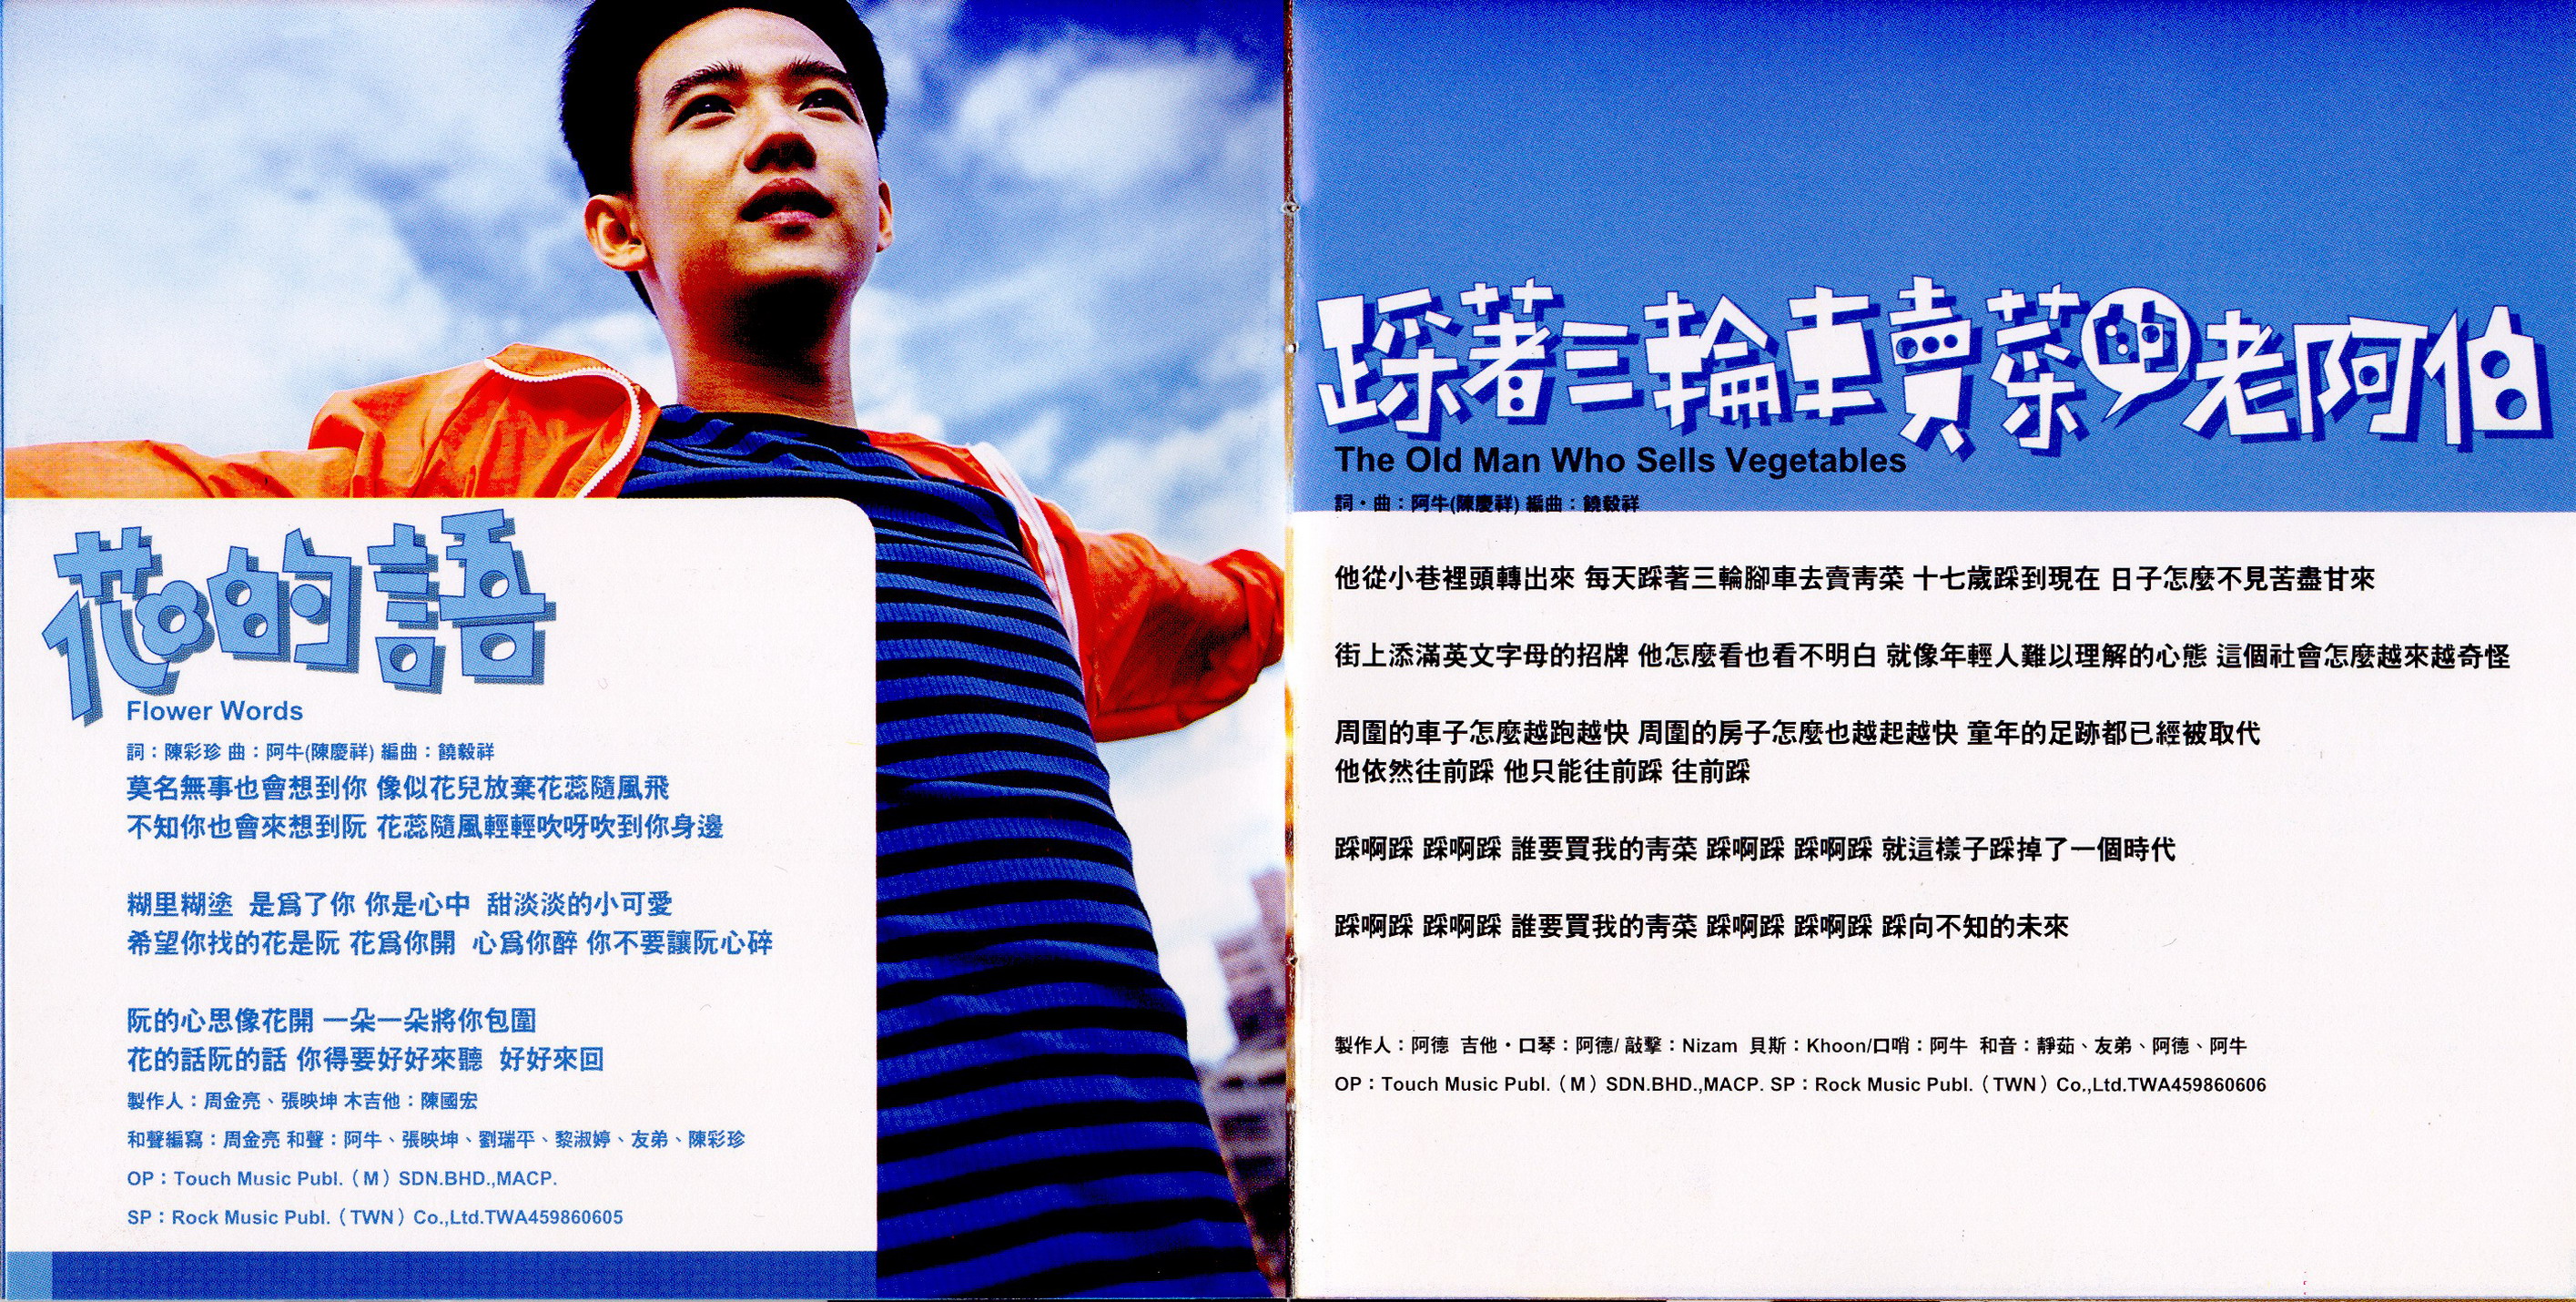 花的語
Flower Words
詞：陳彩珍 曲：阿牛(陳慶祥) 編曲：饒毅祥
莫名無事也會想到你 像似花兒放棄花蕊隨風飛
不知你也會來想到阮 花蕊隨風輕輕吹呀吹到你身邊
糊里糊塗 是爲了你 你是心中 甜淡淡的小可愛
希望你找的花是阮 花爲你開 心爲你醉 你不要讓阮心碎
阮的心思像花開 一朵一朵將你包圍
花的話阮的話 你得要好好來聽 好好來回
製作人：周金亮、張映坤 木吉他：陳國宏
和聲編寫：周金亮 和聲：阿牛、張映坤、劉瑞平、黎淑婷、友弟、陳彩珍
OP：Touch Music Publ.（M）SDN.BHD.,MACP.
SP：Rock Music Publ.（TWN）Co.,Ltd.TWA459860605
踩著三輪車賣菜的老阿伯
The Old Man Who Sells Vegetables
詞・曲：阿牛(陳慶祥) 編曲：饒毅祥
他從小巷裡頭轉出來 每天踩著三輪腳車去賣靑菜 十七歲踩到現在 日子怎麼不見苦盡甘來
街上添滿英文字母的招牌 他怎麼看也看不明白 就像年輕人難以理解的心態 這個社會怎麼越來越奇怪
周圍的車子怎麼越跑越快 周圍的房子怎麼也越起越快 童年的足跡都已經被取代
他依然往前踩 他只能往前踩 往前踩
踩啊踩 踩啊踩 誰要買我的靑菜 踩啊踩 踩啊踩 就這樣子踩掉了一個時代
踩啊踩 踩啊踩 誰要買我的靑菜 踩啊踩 踩啊踩 踩向不知的未來
製作人：阿德 吉他・口琴：阿德/ 敲擊：Nizam 貝斯：Khoon/口哨：阿牛 和音：靜茹、友弟、阿德、阿牛
OP：Touch Music Publ.（M）SDN.BHD.,MACP. SP：Rock Music Publ.（TWN）Co.,Ltd.TWA459860606